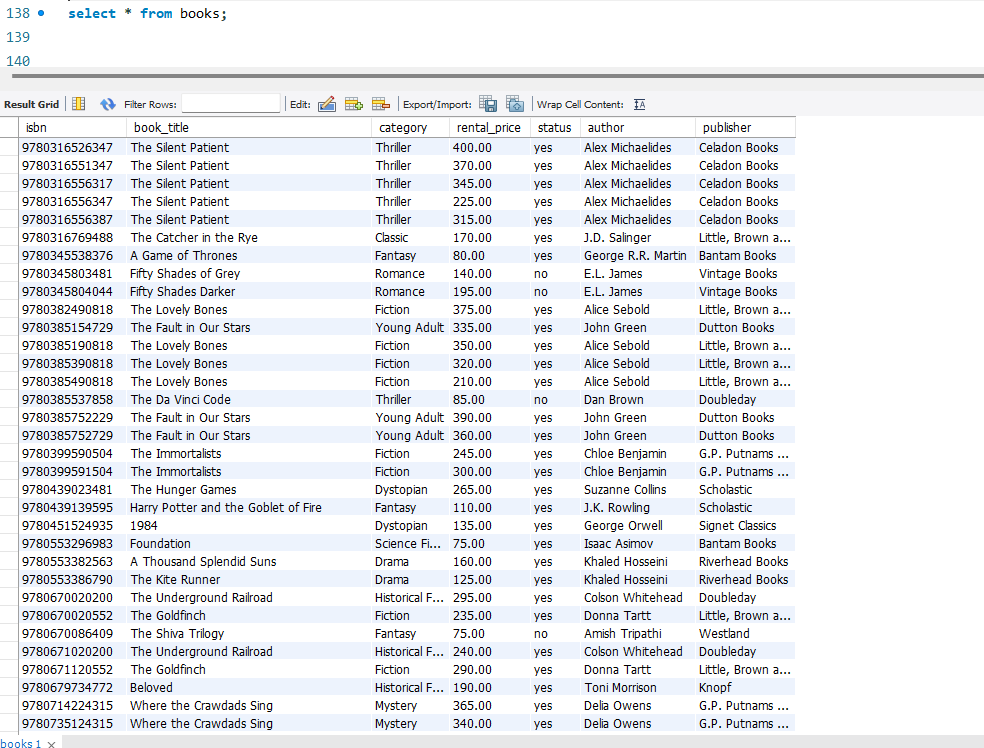 138 select * from books;
139
140
Result Grid Filter Rows: Edit: Export/Import: Wrap Cell Content:
isbn book_title category rental_price status author publisher
9780316526347 The Silent Patient Thriller 400.00 yes Alex Michaelides Celadon Books
9780316551347 The Silent Patient Thriller 370.00 yes Alex Michaelides Celadon Books
9780316556317 The Silent Patient Thriller 345.00 yes Alex Michaelides Celadon Books
9780316556347 The Silent Patient Thriller 225.00 yes Alex Michaelides Celadon Books
9780316556387 The Silent Patient Thriller 315.00 yes Alex Michaelides Celadon Books
9780316769488 The Catcher in the Rye Classic 170.00 yes J.D. Salinger Little, Brown a...
9780345538376 A Game of Thrones Fantasy 80.00 yes George R.R. Martin Bantam Books
9780345803481 Fifty Shades of Grey Romance 140.00 no E.L. James Vintage Books
9780345804044 Fifty Shades Darker Romance 195.00 no E.L. James Vintage Books
9780382490818 The Lovely Bones Fiction 375.00 yes Alice Sebold Little, Brown a...
9780385154729 The Fault in Our Stars Young Adult 335.00 yes John Green Dutton Books
9780385190818 The Lovely Bones Fiction 350.00 yes Alice Sebold Little, Brown a...
9780385390818 The Lovely Bones Fiction 320.00 yes Alice Sebold Little, Brown a...
9780385490818 The Lovely Bones Fiction 210.00 yes Alice Sebold Little, Brown a...
9780385537858 The Da Vinci Code Thriller 85.00 no Dan Brown Doubleday
9780385752229 The Fault in Our Stars Young Adult 390.00 yes John Green Dutton Books
9780385752729 The Fault in Our Stars Young Adult 360.00 yes John Green Dutton Books
9780399590504 The Immortalists Fiction 245.00 yes Chloe Benjamin G.P. Putnams ...
9780399591504 The Immortalists Fiction 300.00 yes Chloe Benjamin G.P. Putnams ...
9780439023481 The Hunger Games Dystopian 265.00 yes Suzanne Collins Scholastic
9780439139595 Harry Potter and the Goblet of Fire Fantasy 110.00 yes J.K. Rowling Scholastic
9780451524935 1984 Dystopian 135.00 yes George Orwell Signet Classics
9780553296983 Foundation Science Fi... 75.00 yes Isaac Asimov Bantam Books
9780553382563 A Thousand Splendid Suns Drama 160.00 yes Khaled Hosseini Riverhead Books
9780553386790 The Kite Runner Drama 125.00 yes Khaled Hosseini Riverhead Books
9780670020200 The Underground Railroad Historical F... 295.00 yes Colson Whitehead Doubleday
9780670020552 The Goldfinch Fiction 235.00 yes Donna Tartt Little, Brown a...
9780670086409 The Shiva Trilogy Fantasy 75.00 no Amish Tripathi Westland
9780671020200 The Underground Railroad Historical F... 240.00 yes Colson Whitehead Doubleday
9780671120552 The Goldfinch Fiction 290.00 yes Donna Tartt Little, Brown a...
9780679734772 Beloved Historical F... 190.00 yes Toni Morrison Knopf
9780714224315 Where the Crawdads Sing Mystery 365.00 yes Delia Owens G.P. Putnams ...
9780735124315 Where the Crawdads Sing Mystery 340.00 yes Delia Owens G.P. Putnams ...
books 1